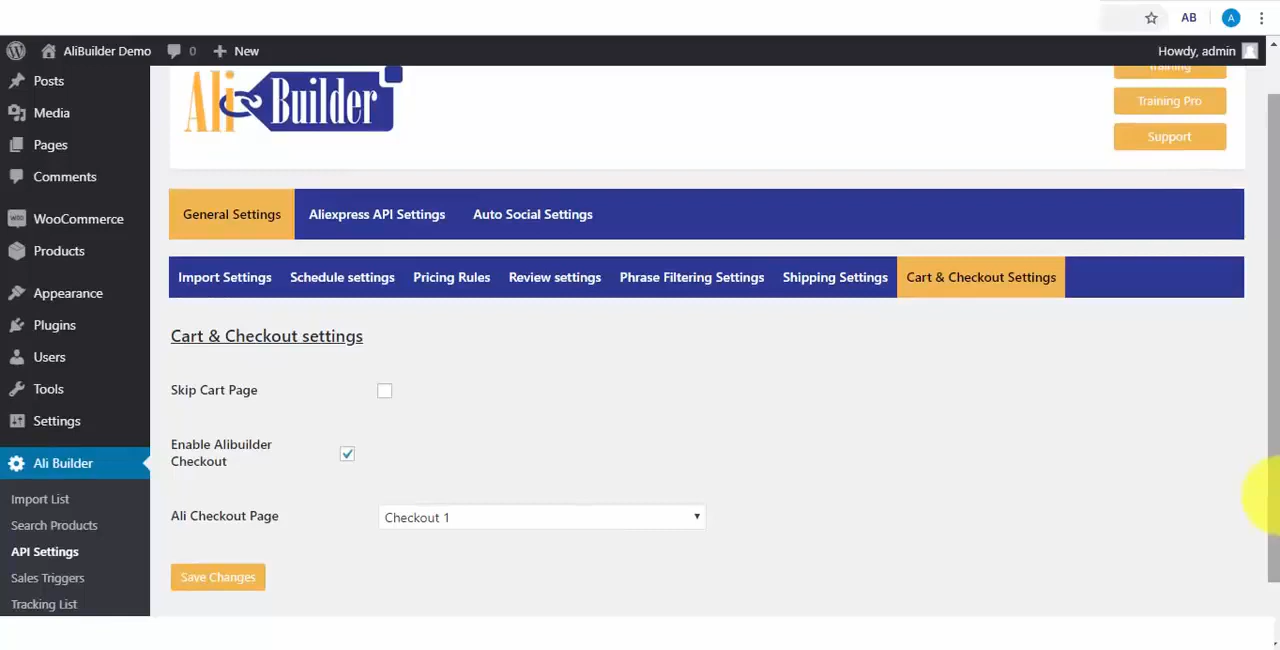 AB
A
AliBuilder Demo
0
New
Howdy, admin
Posts
Media
Pages
Comments
WooCommerce
Products
Appearance
Plugins
Users
Tools
Settings
Ali Builder
Import List
Search Products
API Settings
Sales Triggers
Tracking List
Ali Builder
Training
Training Pro
Support
General Settings
Aliexpress API Settings
Auto Social Settings
Import Settings
Schedule settings
Pricing Rules
Review settings
Phrase Filtering Settings
Shipping Settings
Cart & Checkout Settings
Cart & Checkout settings
Skip Cart Page
Enable Alibuilder
Checkout
Ali Checkout Page
Checkout 1
Save Changes